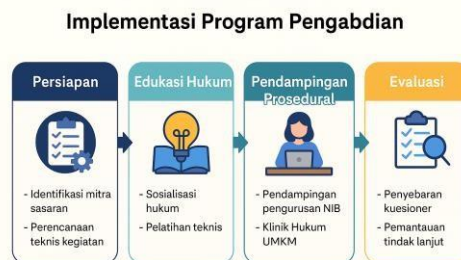 Implementasi Program Pengabdian
Persiapan
- Identifikasi mitra
sasaran
- Perencanaan
teknis kegiatan
Edukasi Hukum
- Sosialisasi
hukum
- Pelatihan teknis
Pendampingan
Prosedural
- Pendampingan
pengurusan NIB
- Klinik Hukum
UMKM
Evaluasi
- Penyebaran
kuesioner
- Pemantauan
tindak lanjut